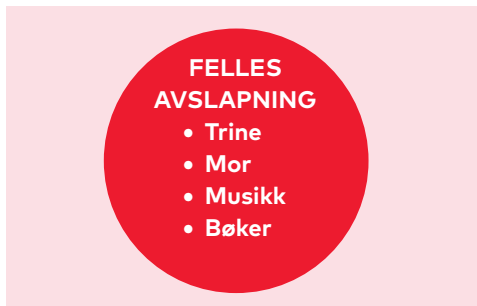 FELLES
AVSLAPNING
• Trine
• Mor
• Musikk
• Bøker